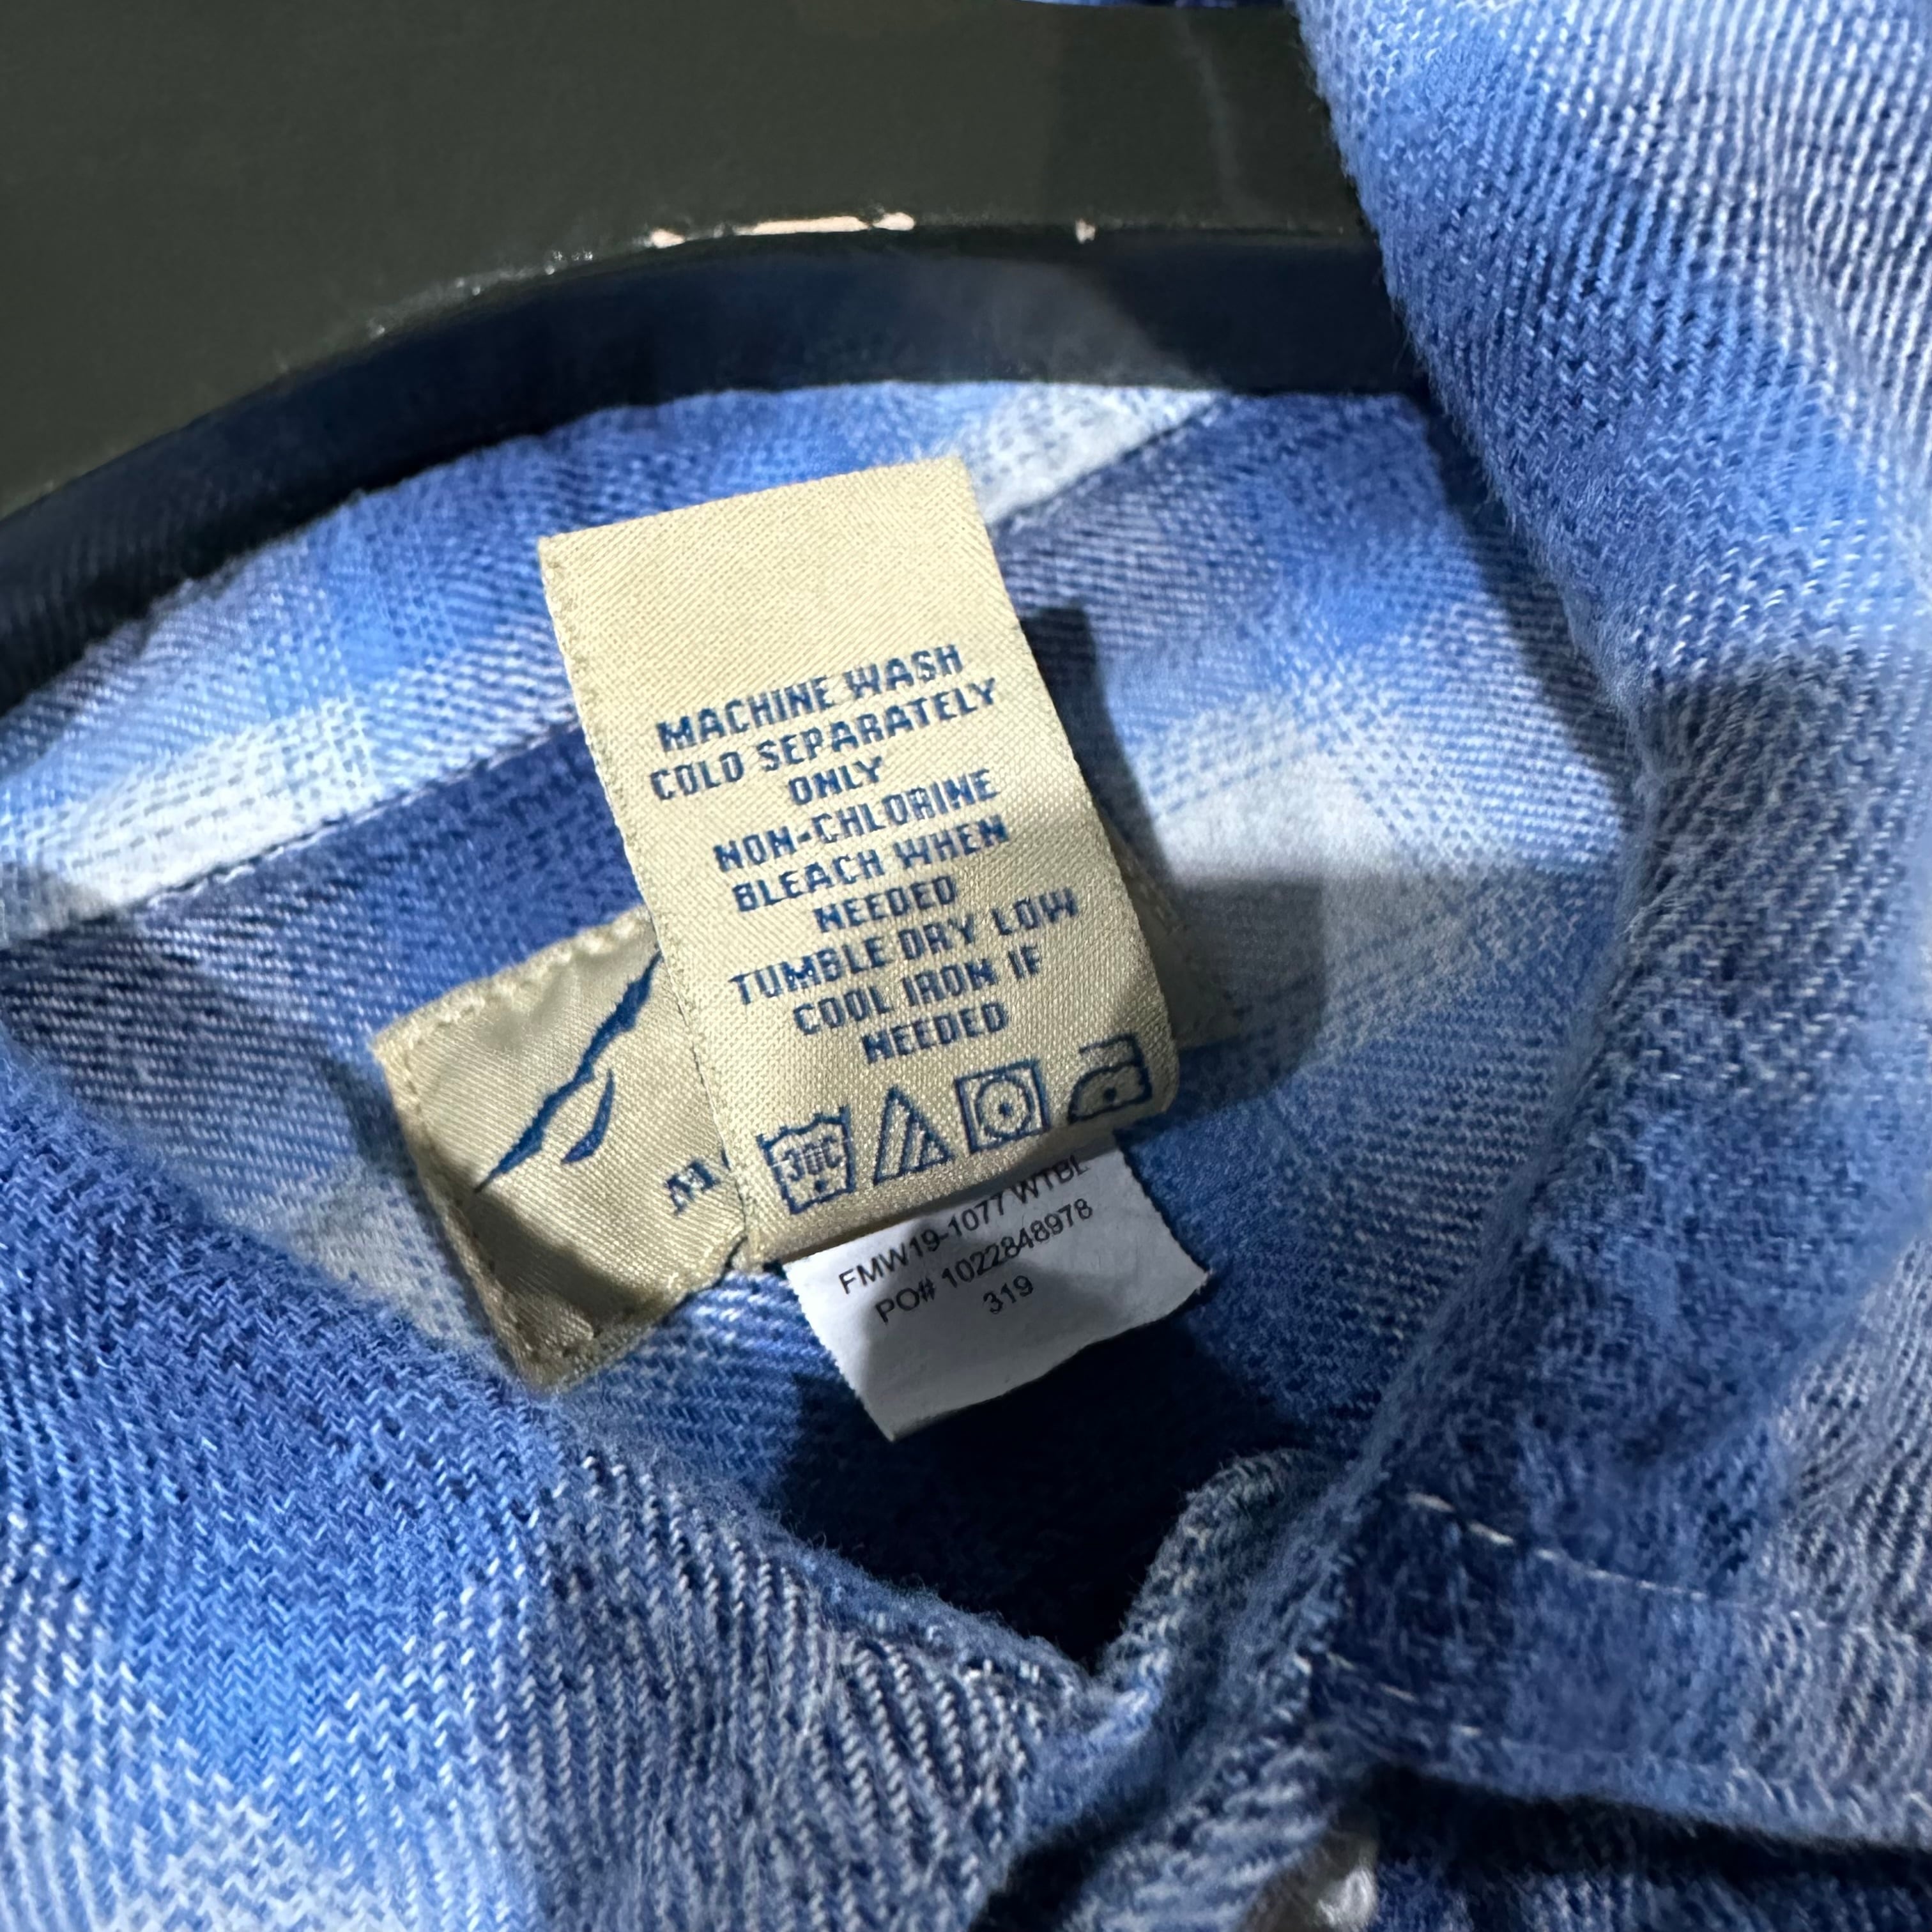 MACHINE WASH
COLD SEPARATELY
ONLY
NON-CHLORINE
BLEACH WHEN
NEEDED
TUMBLE DRY LOW
COOL IRON IF
NEEDED
30C
FMW19-1077 WTBL
PO# 1022848978
319